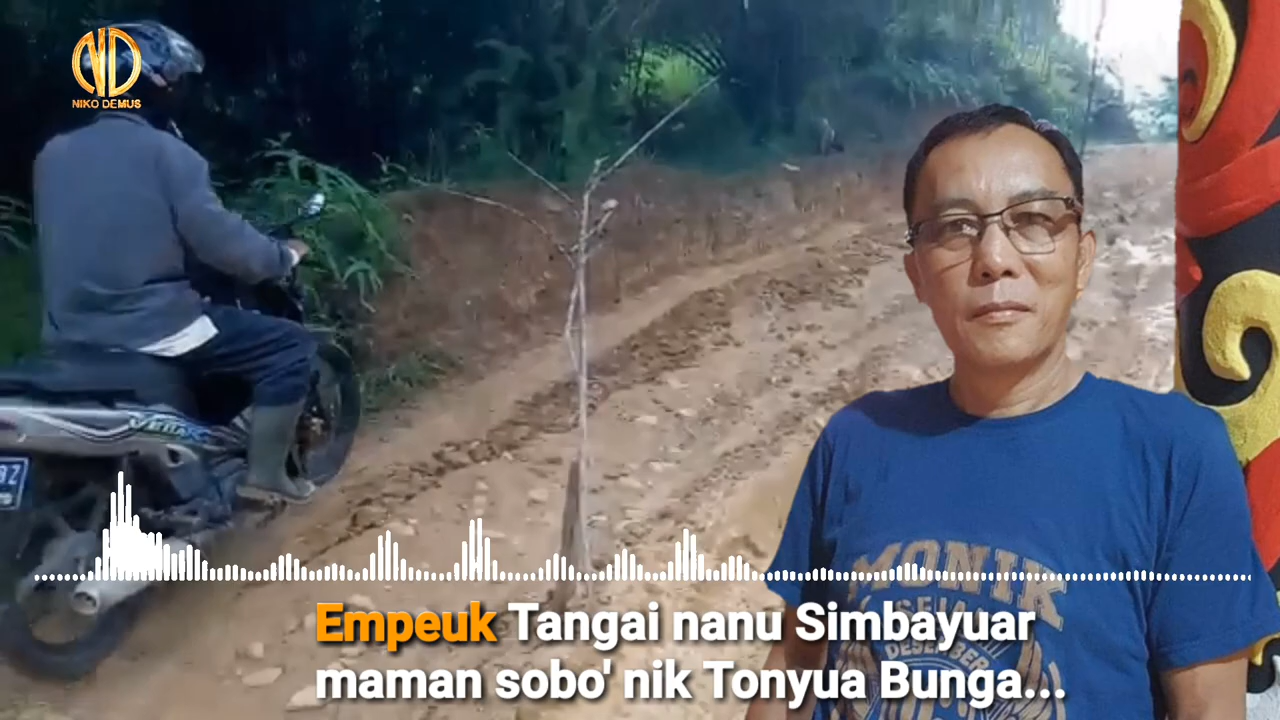 NIKO DEMUS
MONIK
Empeuk Tangai nanu Simbayuar
maman sobo' nik Tonyua Bunga...